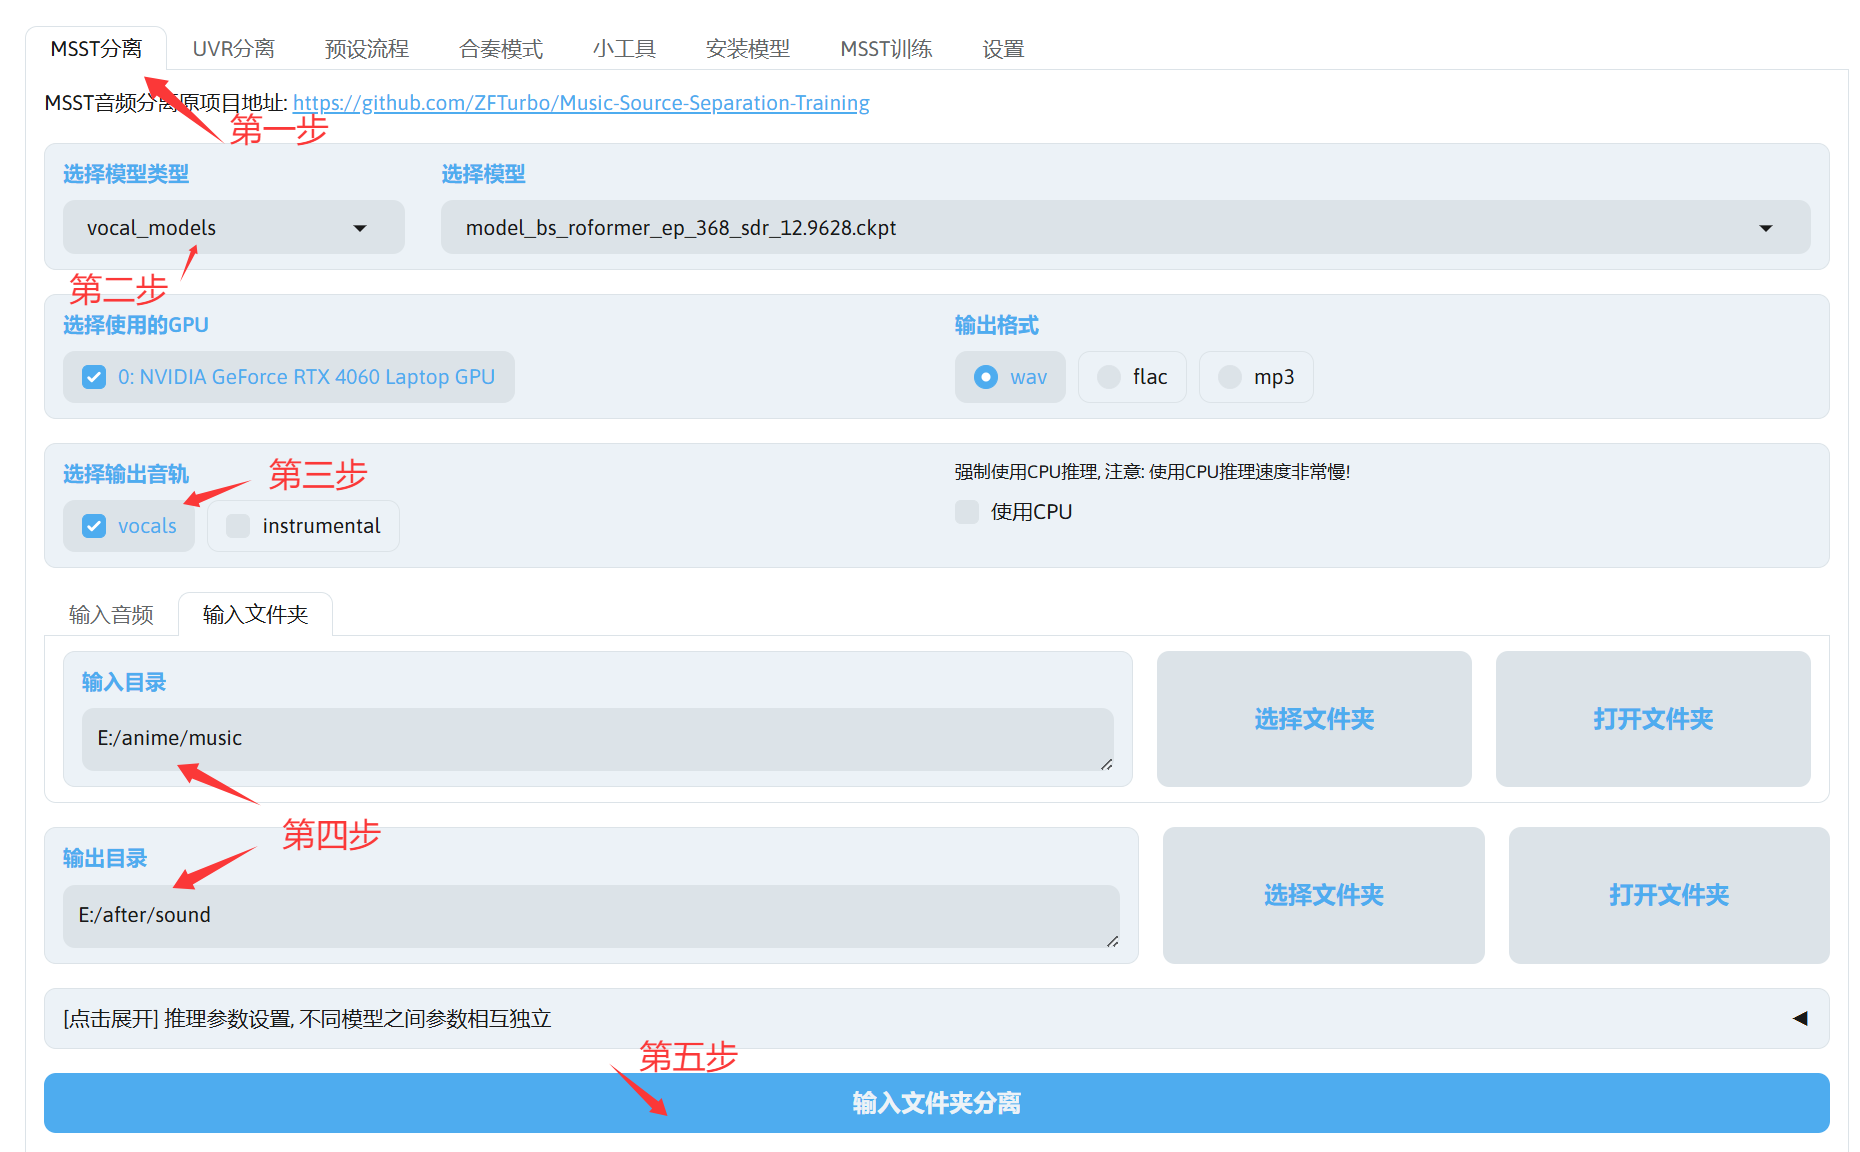 MSST分离 UVR分离 预设流程 合奏模式 小工具 安装模型 MSST训练 设置
MSST音频分离原项目地址: https://github.com/ZFTurbo/Music-Source-Separation-Training
第一步
选择模型类型 选择模型
vocal_models model_bs_roformer_ep_368_sdr_12.9628.ckpt
第二步
选择使用的GPU 输出格式
0: NVIDIA GeForce RTX 4060 Laptop GPU wav flac mp3
选择输出音轨 第三步 强制使用CPU推理, 注意: 使用CPU推理速度非常慢!
vocals instrumental 使用CPU
输入音频 输入文件夹
输入目录
选择文件夹 打开文件夹
E:/anime/music
第四步
输出目录
选择文件夹 打开文件夹
E:/after/sound
[点击展开] 推理参数设置, 不同模型之间参数相互独立
第五步
输入文件夹分离